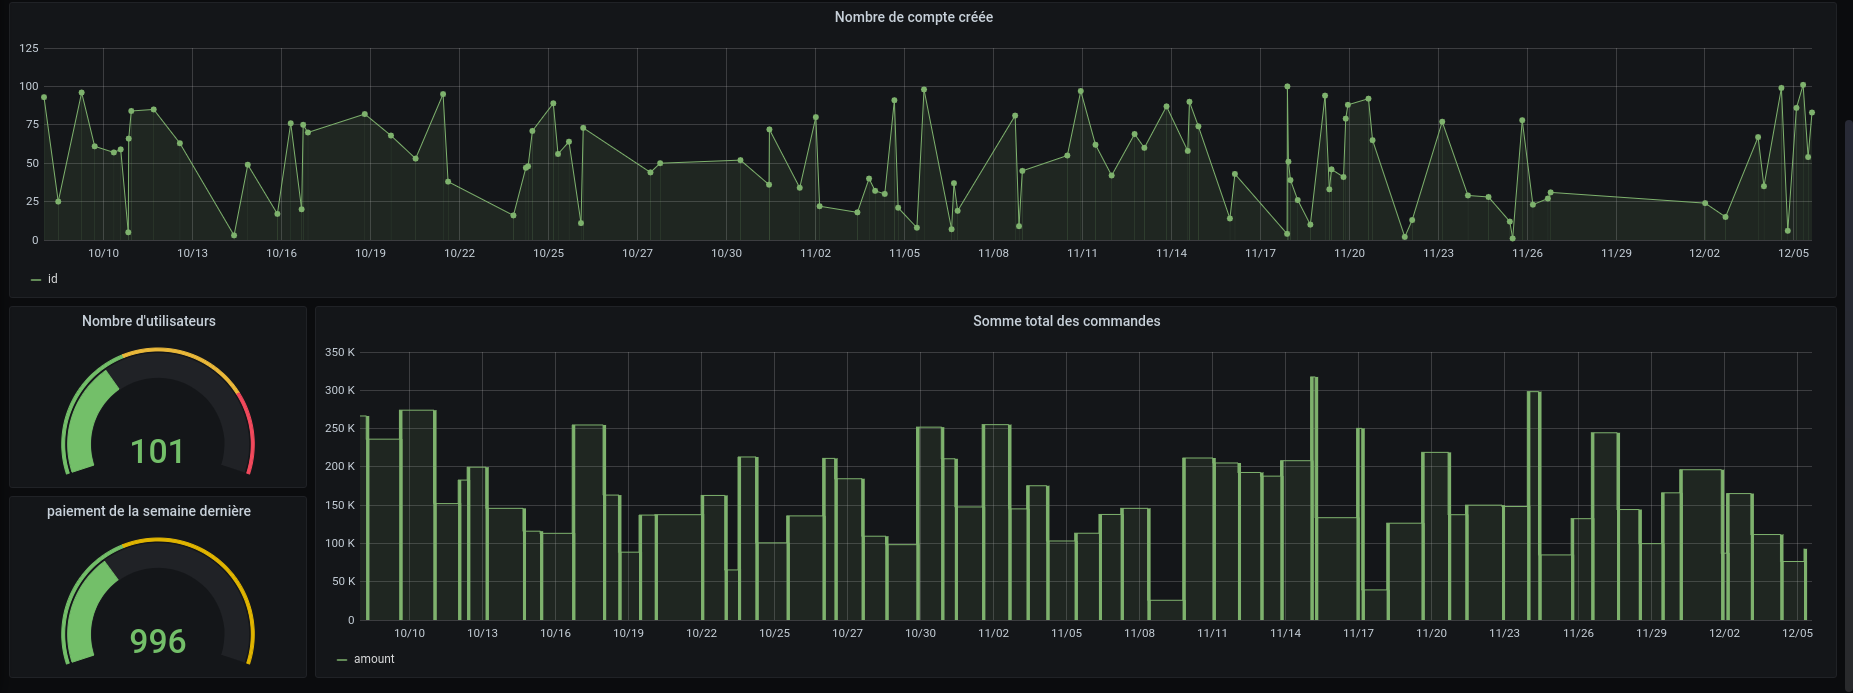 Nombre de compte créée
125
100
75
50
25
0
10/10 10/13 10/16 10/19 10/22 10/25 10/27 10/30 11/02 11/05 11/08 11/11 11/14 11/17 11/20 11/23 11/26 11/29 12/02 12/05
id
Nombre d'utilisateurs
101
paiement de la semaine dernière
996
Somme total des commandes
350 K
300 K
250 K
200 K
150 K
100 K
50 K
0
10/10 10/13 10/16 10/19 10/22 10/25 10/27 10/30 11/02 11/05 11/08 11/11 11/14 11/17 11/20 11/23 11/26 11/29 12/02 12/05
amount